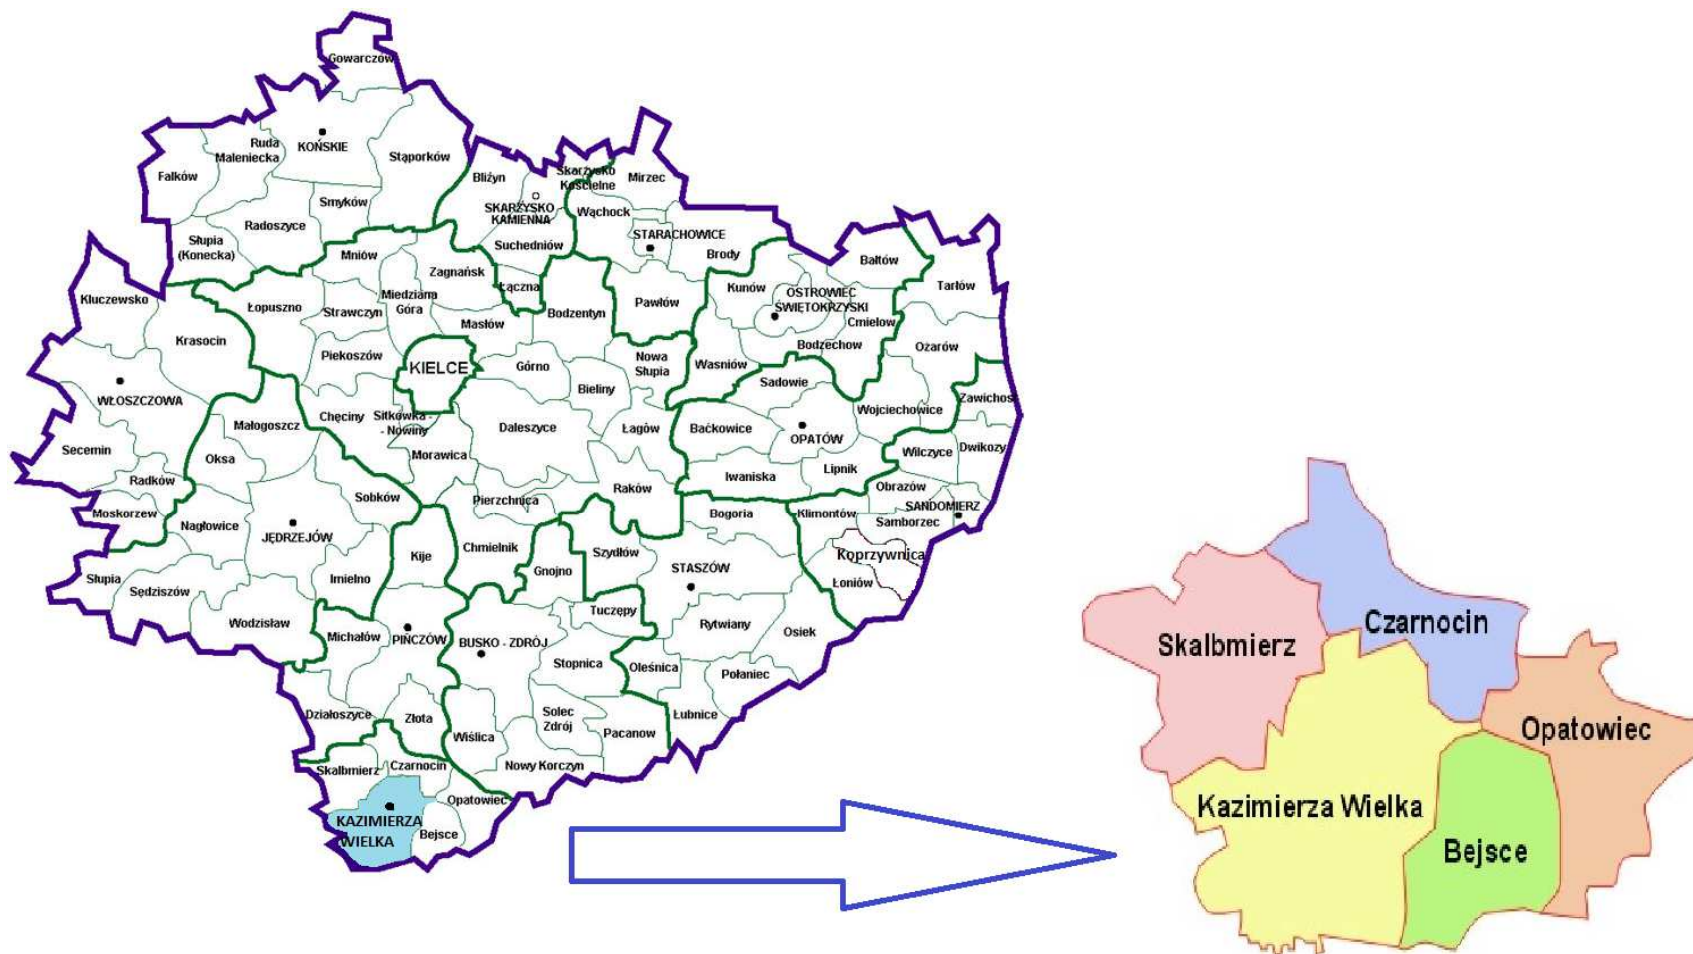 Gowarczów
KOŃSKIE
Ruda
Maleniecka
Stąporków
Falków
Smyków
Radoszyce
Słupia
(Konecka)
Bliżyn
Skarżysko
Kościelne
Mirzec
SKARŻYSKO
KAMIENNA
Wąchock
STARACHOWICE
Suchedniów
Brody
Mniów
Zagnańsk
Łączna
Bałtów
Kluczewsko
Łopuszno
Miedziana
Góra
Strawczyn
Bodzentyn
Pawłów
Kunów
OSTROWIEC
ŚWIĘTOKRZYSKI
Tarłów
Masłów
Cmielow
Krasocin
Piekoszów
KIELCE
Górno
Nowa
Słupia
Bodzechow
Ożarów
Bieliny
Wasniów
Sadowie
WŁOSZCZOWA
Zawichost
Małogoszcz
Chęciny
Sitkówka -
- Nowiny
Daleszyce
Łagów
Baćkowice
OPATÓW
Wojciechowice
Secemin
Oksa
Morawica
Wilczyce
Dwikozy
Radków
Iwaniska
Lipnik
Sobków
Pierzchnica
Raków
Obrazów
Moskorzew
Nagłowice
JĘDRZEJÓW
Bogoria
Klimontów
SANDOMIERZ
Samborzec
Kije
Chmielnik
Szydłów
Koprzywnica
Słupia
Sędziszów
Imielno
Gnojno
STASZÓW
Łoniów
Wodzisław
Michałów
PIŃCZÓW
Tuczępy
Rytwiany
Osiek
BUSKO - ZDRÓJ
Stopnica
Oleśnica
Połaniec
Działoszyce
Złota
Solec
Zdrój
Łubnice
Wiślica
Pacanow
Skalbmierz
Czarnocin
Nowy Korczyn
Opatowiec
KAZIMIERZA
WIELKA
Bejsce
Czarnocin
Skalbmierz
Opatowiec
Kazimierza Wielka
Bejsce